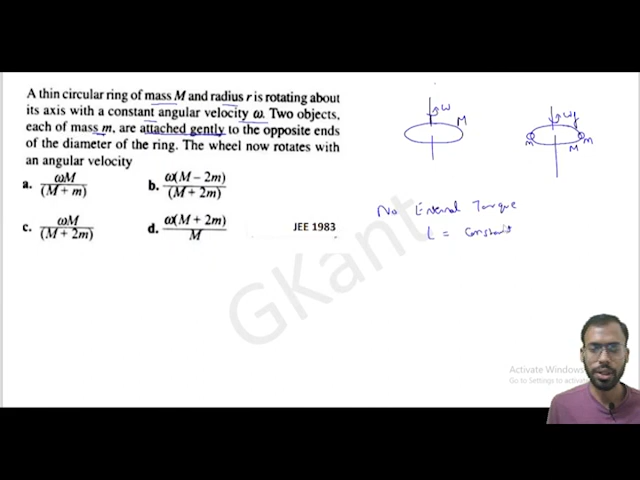 A thin circular ring of mass M and radius r is rotating about
its axis with a constant angular velocity ω. Two objects,
each of mass m, are attached gently to the opposite ends
of the diameter of the ring. The wheel now rotates with
an angular velocity
a. ωM/(M + m) b. ω(M − 2m)/(M + 2m)
c. ωM/(M + 2m) d. ω(M + 2m)/M JEE 1983
ω M
ωf m M m
No External Torque
L = Constant
GKant
Activate Windows
Go to Settings to activate